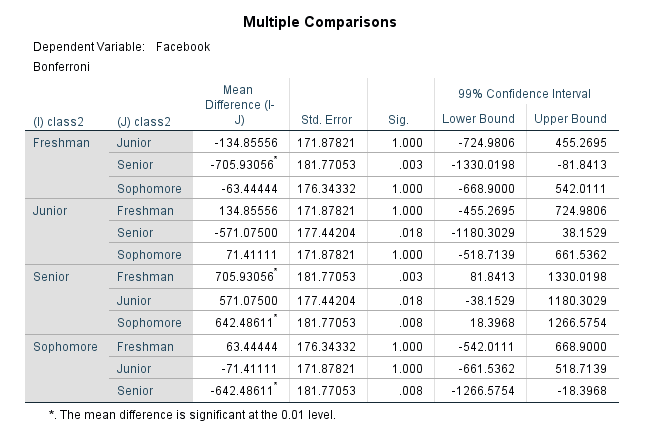 Multiple Comparisons
Dependent Variable: Facebook
Bonferroni
(I) class2 (J) class2 Mean Difference (I-J) Std. Error Sig. 99% Confidence Interval
Lower Bound Upper Bound
Freshman Junior -134.85556 171.87821 1.000 -724.9806 455.2695
Senior -705.93056* 181.77053 .003 -1330.0198 -81.8413
Sophomore -63.44444 176.34332 1.000 -668.9000 542.0111
Junior Freshman 134.85556 171.87821 1.000 -455.2695 724.9806
Senior -571.07500 177.44204 .018 -1180.3029 38.1529
Sophomore 71.41111 171.87821 1.000 -518.7139 661.5362
Senior Freshman 705.93056* 181.77053 .003 81.8413 1330.0198
Junior 571.07500 177.44204 .018 -38.1529 1180.3029
Sophomore 642.48611* 181.77053 .008 18.3968 1266.5754
Sophomore Freshman 63.44444 176.34332 1.000 -542.0111 668.9000
Junior -71.41111 171.87821 1.000 -661.5362 518.7139
Senior -642.48611* 181.77053 .008 -1266.5754 -18.3968
*. The mean difference is significant at the 0.01 level.